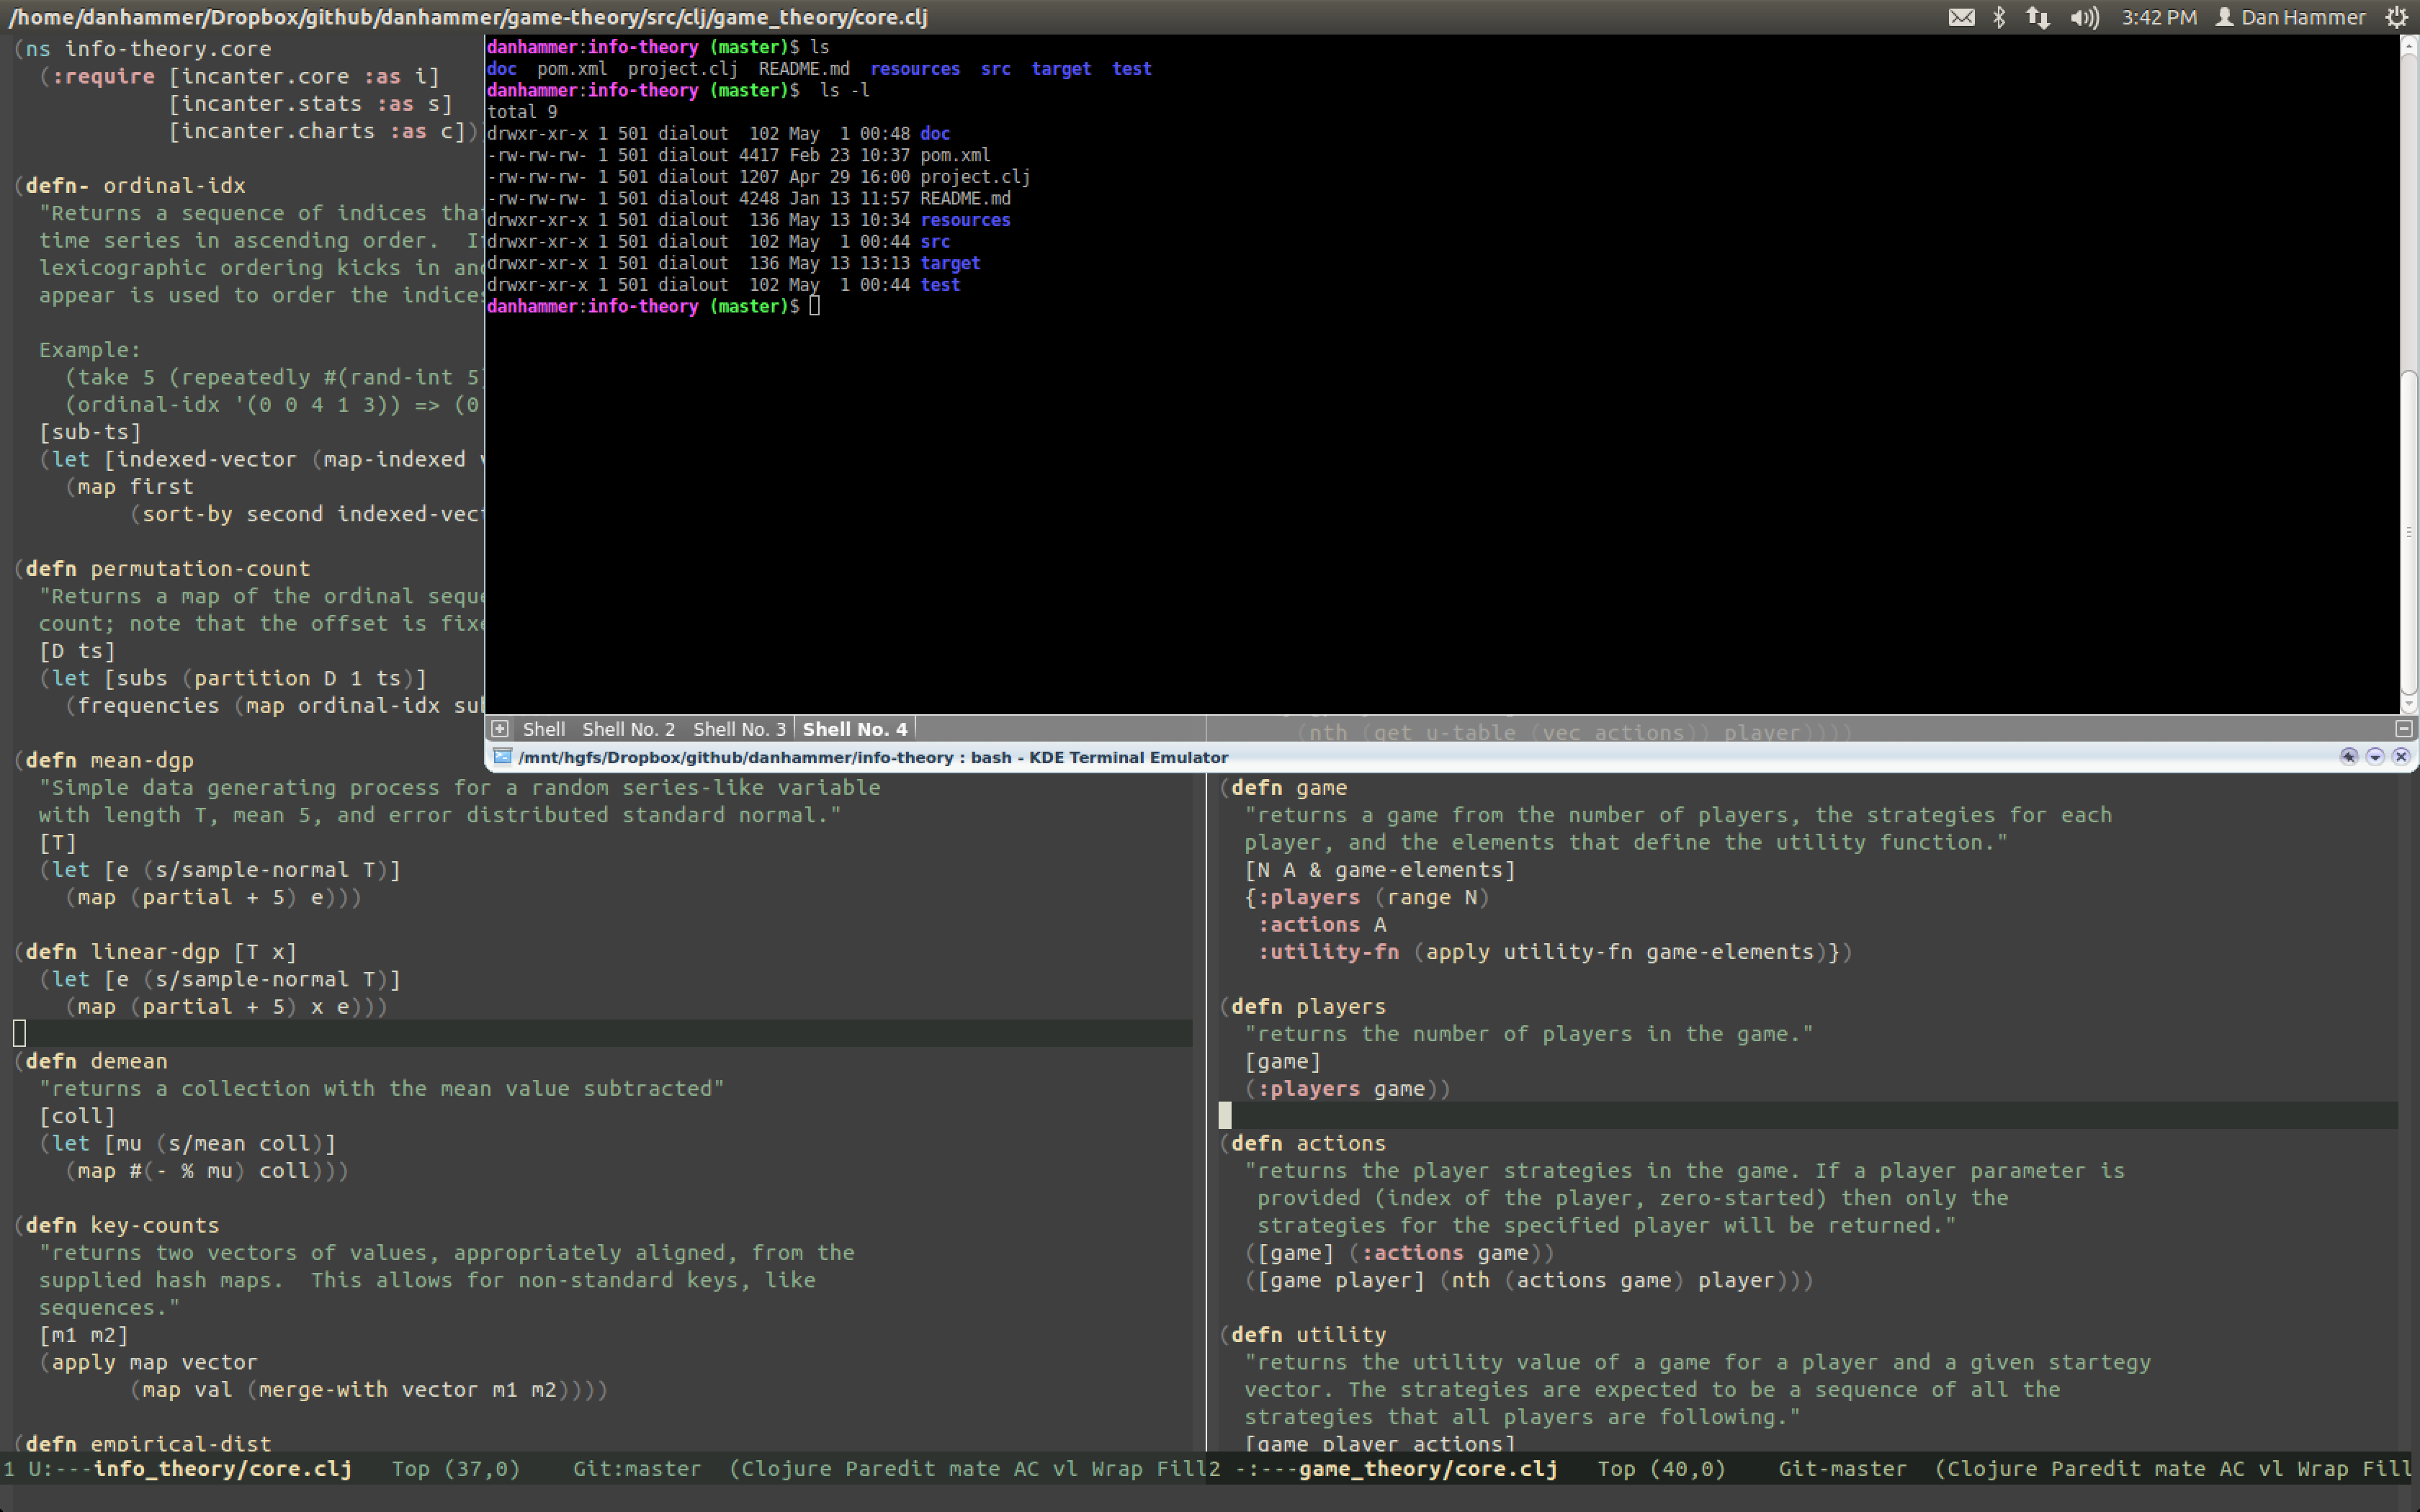 /home/danhammer/Dropbox/github/danhammer/game-theory/src/clj/game_theory/core.clj
3:42 PM Dan Hammer
(ns info-theory.core
(:require [incanter.core :as i]
[incanter.stats :as s]
[incanter.charts :as c])
(defn- ordinal-idx
"Returns a sequence of indices that
time series in ascending order.
lexicographic ordering kicks in and
appear is used to order the indices
Example:
(take 5 (repeatedly #(rand-int 5)
(ordinal-idx '(0 0 4 1 3)) => (0
[sub-ts]
(let [indexed-vector (map-indexed
(map first
(sort-by second indexed-vect
(defn permutation-count
"Returns a map of the ordinal seque
count; note that the offset is fixe
[D ts]
(let [subs (partition D 1 ts)]
(frequencies (map ordinal-idx sub
(defn mean-dgp
"Simple data generating process for a random series-like variable
with length T, mean 5, and error distributed standard normal."
[T]
(let [e (s/sample-normal T)]
(map (partial + 5) e)))
(defn linear-dgp [T x]
(let [e (s/sample-normal T)]
(map (partial + 5) x e)))
(defn demean
"returns a collection with the mean value subtracted"
[coll]
(let [mu (s/mean coll)]
(map #(- % mu) coll)))
(defn key-counts
"returns two vectors of values, appropriately aligned, from the
supplied hash maps.  This allows for non-standard keys, like
sequences."
[m1 m2]
(apply map vector
(map val (merge-with vector m1 m2))))
(defn empirical-dist
1 U:---info_theory/core.clj   Top (37,0)    Git:master  (Clojure Paredit mate AC vl Wrap Fill
danhammer:info-theory (master)$ ls
doc  pom.xml  project.clj  README.md  resources  src  target  test
danhammer:info-theory (master)$  ls -l
total 9
drwxr-xr-x 1 501 dialout  102 May  1 00:48 doc
-rw-rw-rw- 1 501 dialout 4417 Feb 23 10:37 pom.xml
-rw-rw-rw- 1 501 dialout 1207 Apr 29 16:00 project.clj
-rw-rw-rw- 1 501 dialout 4248 Jan 13 11:57 README.md
drwxr-xr-x 1 501 dialout  136 May 13 10:34 resources
drwxr-xr-x 1 501 dialout  102 May  1 00:44 src
drwxr-xr-x 1 501 dialout  136 May 13 13:13 target
drwxr-xr-x 1 501 dialout  102 May  1 00:44 test
danhammer:info-theory (master)$
Shell  Shell No. 2  Shell No. 3  Shell No. 4
(nth (get u-table (vec actions)) player))))
/mnt/hgfs/Dropbox/github/danhammer/info-theory : bash - KDE Terminal Emulator
(defn game
"returns a game from the number of players, the strategies for each
player, and the elements that define the utility function."
[N A & game-elements]
{:players (range N)
:actions A
:utility-fn (apply utility-fn game-elements)})
(defn players
"returns the number of players in the game."
[game]
(:players game))
(defn actions
"returns the player strategies in the game. If a player parameter is
provided (index of the player, zero-started) then only the
strategies for the specified player will be returned."
([game] (:actions game))
([game player] (nth (actions game) player)))
(defn utility
"returns the utility value of a game for a player and a given startegy
vector. The strategies are expected to be a sequence of all the
strategies that all players are following."
[game player actions]
2 -:---game_theory/core.clj   Top (40,0)    Git-master  (Clojure Paredit mate AC vl Wrap Fill